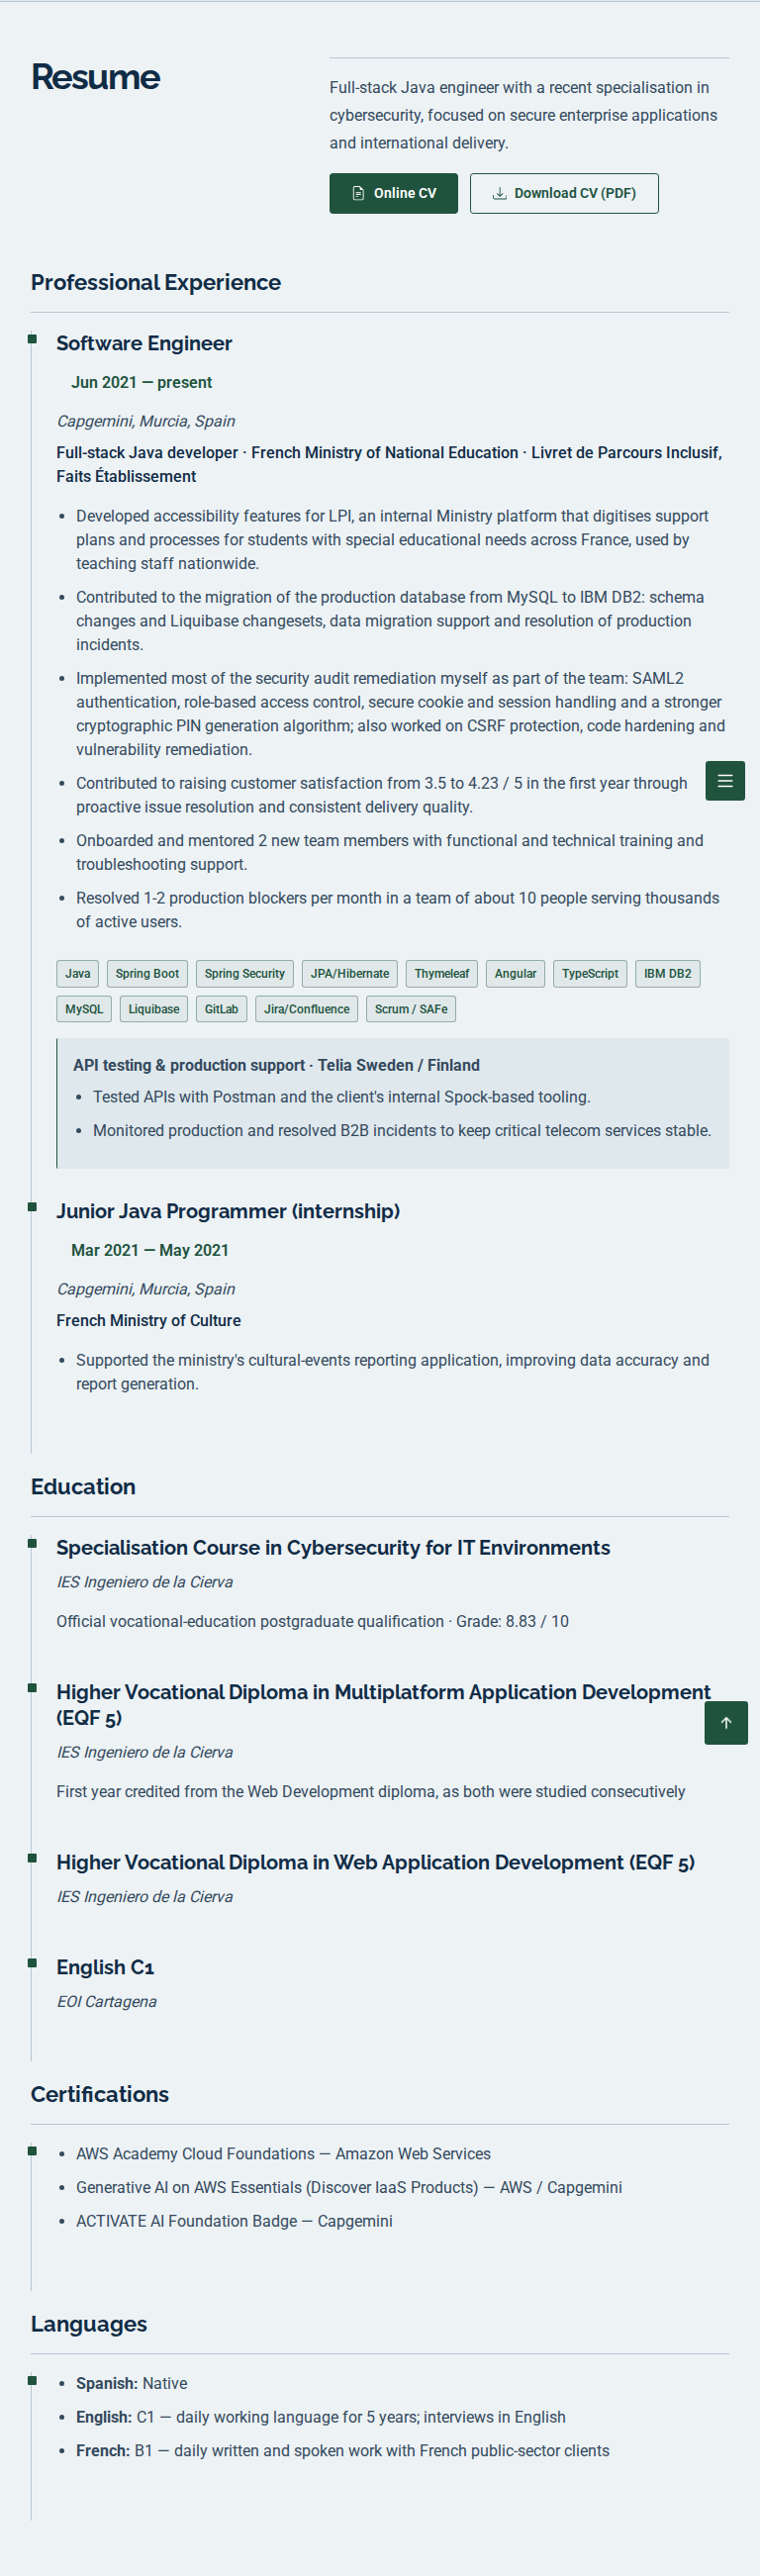 Resume
Full-stack Java engineer with a recent specialisation in
cybersecurity, focused on secure enterprise applications
and international delivery.
Online CV
Download CV (PDF)
Professional Experience
Software Engineer
Jun 2021 — present
Capgemini, Murcia, Spain
Full-stack Java developer · French Ministry of National Education · Livret de Parcours Inclusif,
Faits Établissement
• Developed accessibility features for LPI, an internal Ministry platform that digitises support
plans and processes for students with special educational needs across France, used by
teaching staff nationwide.
• Contributed to the migration of the production database from MySQL to IBM DB2: schema
changes and Liquibase changesets, data migration support and resolution of production
incidents.
• Implemented most of the security audit remediation myself as part of the team: SAML2
authentication, role-based access control, secure cookie and session handling and a stronger
cryptographic PIN generation algorithm; also worked on CSRF protection, code hardening and
vulnerability remediation.
• Contributed to raising customer satisfaction from 3.5 to 4.23 / 5 in the first year through
proactive issue resolution and consistent delivery quality.
• Onboarded and mentored 2 new team members with functional and technical training and
troubleshooting support.
• Resolved 1-2 production blockers per month in a team of about 10 people serving thousands
of active users.
Java Spring Boot Spring Security JPA/Hibernate Thymeleaf Angular TypeScript IBM DB2
MySQL Liquibase GitLab Jira/Confluence Scrum / SAFe
API testing & production support · Telia Sweden / Finland
• Tested APIs with Postman and the client's internal Spock-based tooling.
• Monitored production and resolved B2B incidents to keep critical telecom services stable.
Junior Java Programmer (internship)
Mar 2021 — May 2021
Capgemini, Murcia, Spain
French Ministry of Culture
• Supported the ministry's cultural-events reporting application, improving data accuracy and
report generation.
Education
Specialisation Course in Cybersecurity for IT Environments
IES Ingeniero de la Cierva
Official vocational-education postgraduate qualification · Grade: 8.83 / 10
Higher Vocational Diploma in Multiplatform Application Development
(EQF 5)
IES Ingeniero de la Cierva
First year credited from the Web Development diploma, as both were studied consecutively
Higher Vocational Diploma in Web Application Development (EQF 5)
IES Ingeniero de la Cierva
English C1
EOI Cartagena
Certifications
• AWS Academy Cloud Foundations — Amazon Web Services
• Generative AI on AWS Essentials (Discover IaaS Products) — AWS / Capgemini
• ACTIVATE AI Foundation Badge — Capgemini
Languages
• Spanish: Native
• English: C1 — daily working language for 5 years; interviews in English
• French: B1 — daily written and spoken work with French public-sector clients